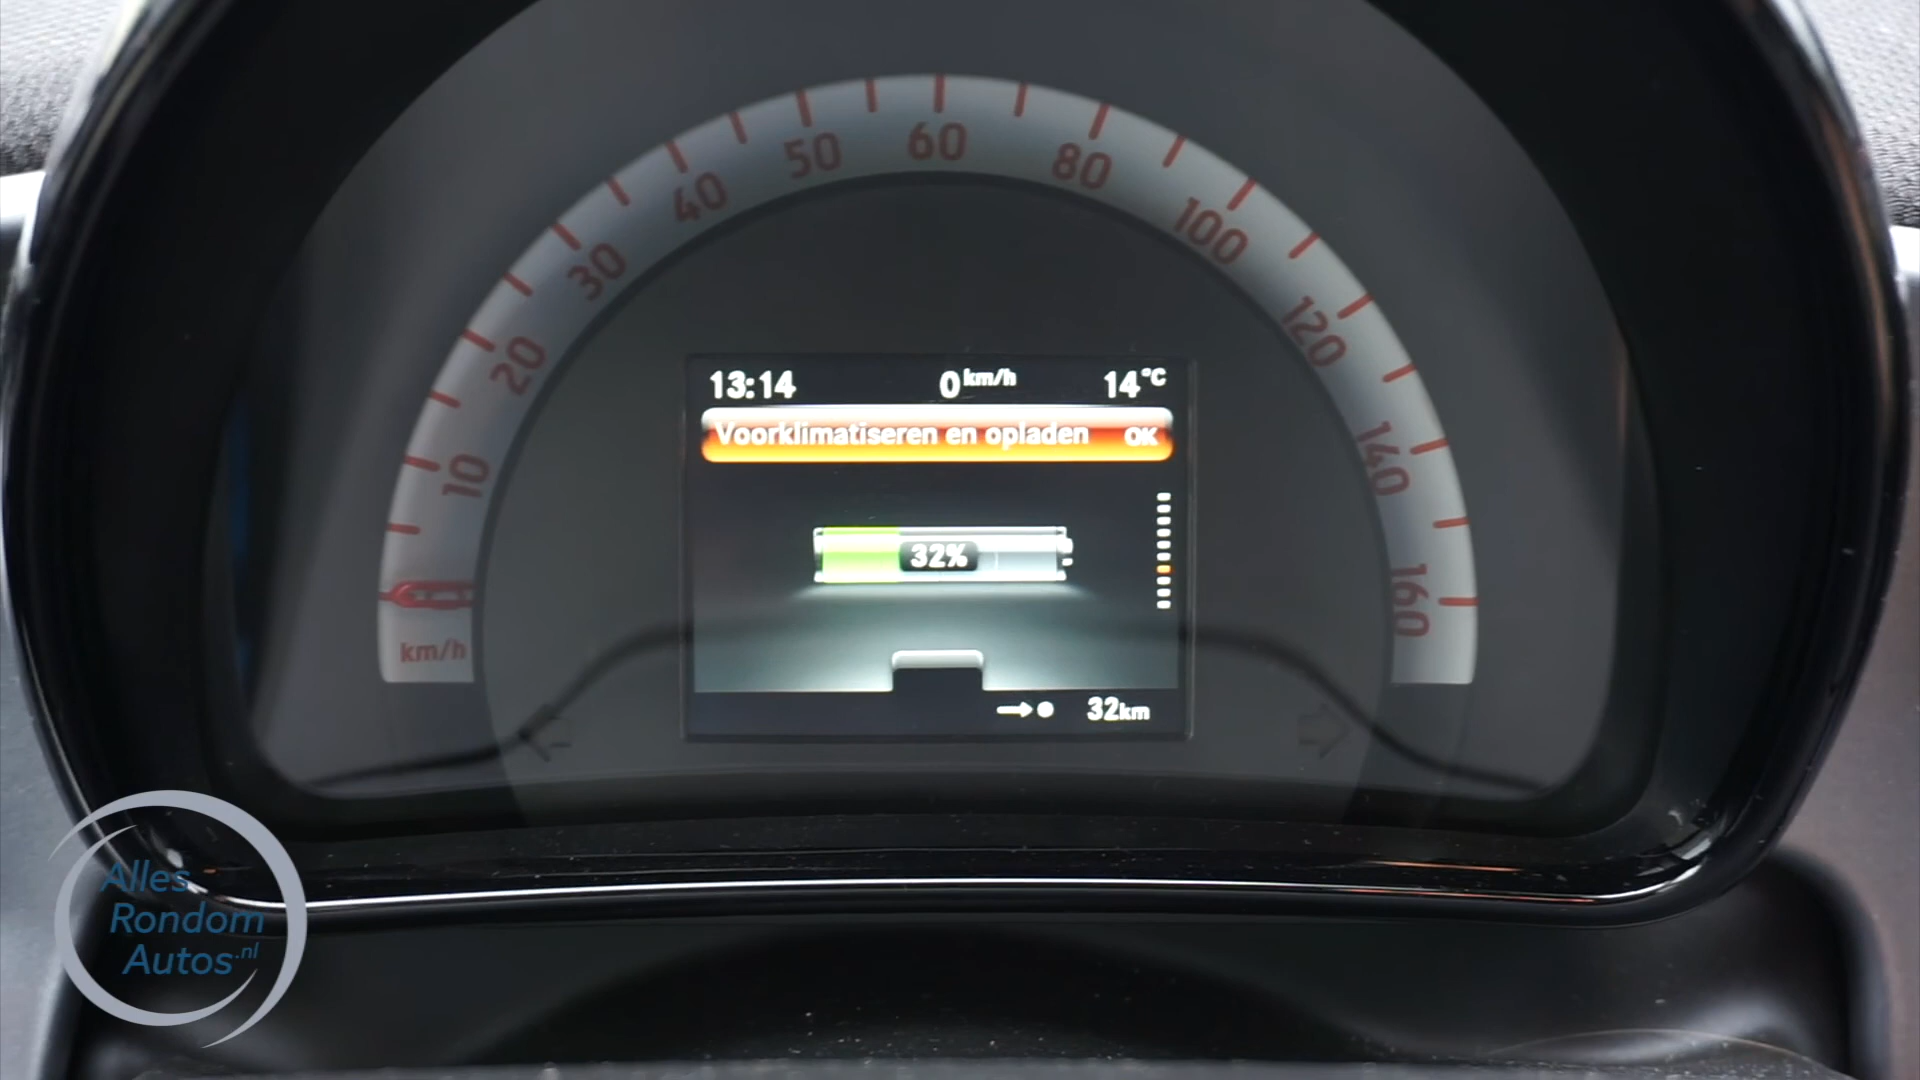 10
20
30
40
50
60
80
100
120
140
160
km/h
13:14 0 km/h 14 °C
Voorklimatiseren en opladen OK
32%
32km
Alles
Rondom
Autos.nl